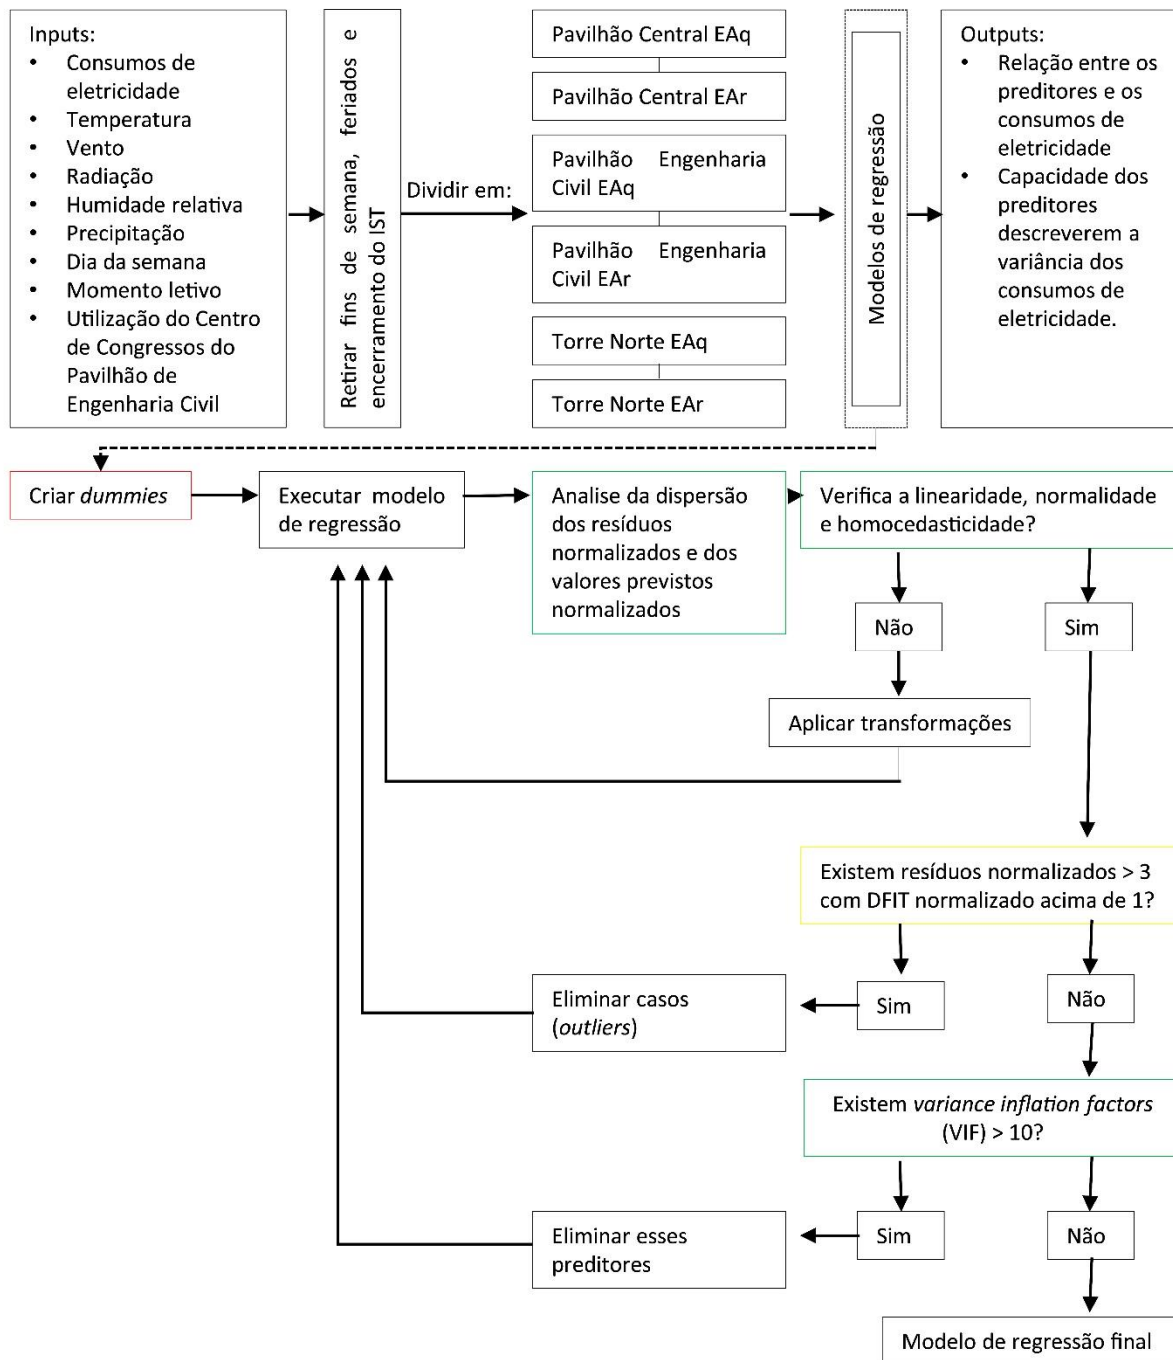 Inputs:
• Consumos de
eletricidade
• Temperatura
• Vento
• Radiação
• Humidade relativa
• Precipitação
• Dia da semana
• Momento letivo
• Utilização do Centro
de Congressos do
Pavilhão de
Engenharia Civil
Retirar fins de semana, feriados e
encerramento do IST
Dividir em:
Pavilhão Central EAq
Pavilhão Central EAr
Pavilhão Engenharia
Civil EAq
Pavilhão Engenharia
Civil EAr
Torre Norte EAq
Torre Norte EAr
Modelos de regressão
Outputs:
• Relação entre os
preditores e os
consumos de
eletricidade
• Capacidade dos
preditores
descreverem a
variância dos
consumos de
eletricidade.
Criar dummies
Executar modelo
de regressão
Analise da dispersão
dos resíduos
normalizados e dos
valores previstos
normalizados
Verifica a linearidade, normalidade
e homocedasticidade?
Não
Sim
Aplicar transformações
Existem resíduos normalizados > 3
com DFIT normalizado acima de 1?
Eliminar casos
(outliers)
Sim
Não
Existem variance inflation factors
(VIF) > 10?
Eliminar esses
preditores
Sim
Não
Modelo de regressão final